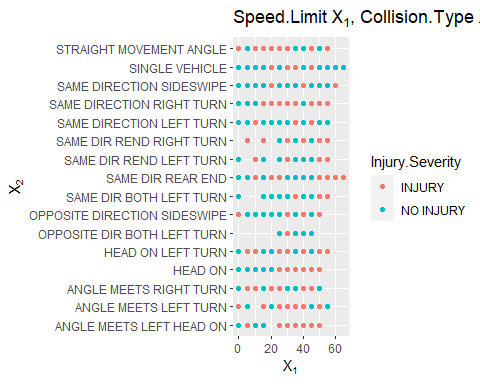 Speed.Limit X₁, Collision.Type
STRAIGHT MOVEMENT ANGLE
SINGLE VEHICLE
SAME DIRECTION SIDESWIPE
SAME DIRECTION RIGHT TURN
SAME DIRECTION LEFT TURN
SAME DIR REND RIGHT TURN
SAME DIR REND LEFT TURN
SAME DIR REAR END
SAME DIR BOTH LEFT TURN
OPPOSITE DIRECTION SIDESWIPE
OPPOSITE DIR BOTH LEFT TURN
HEAD ON LEFT TURN
HEAD ON
ANGLE MEETS RIGHT TURN
ANGLE MEETS LEFT TURN
ANGLE MEETS LEFT HEAD ON
X₂
0 20 40 60
X₁
Injury.Severity
INJURY
NO INJURY